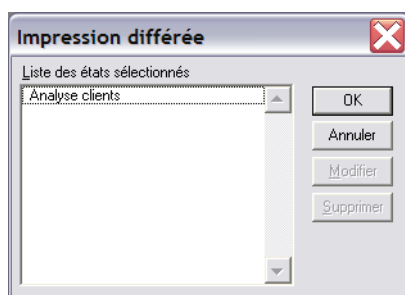 Impression différée
Liste des états sélectionnés
Analyse clients
OK
Annuler
Modifier
Supprimer